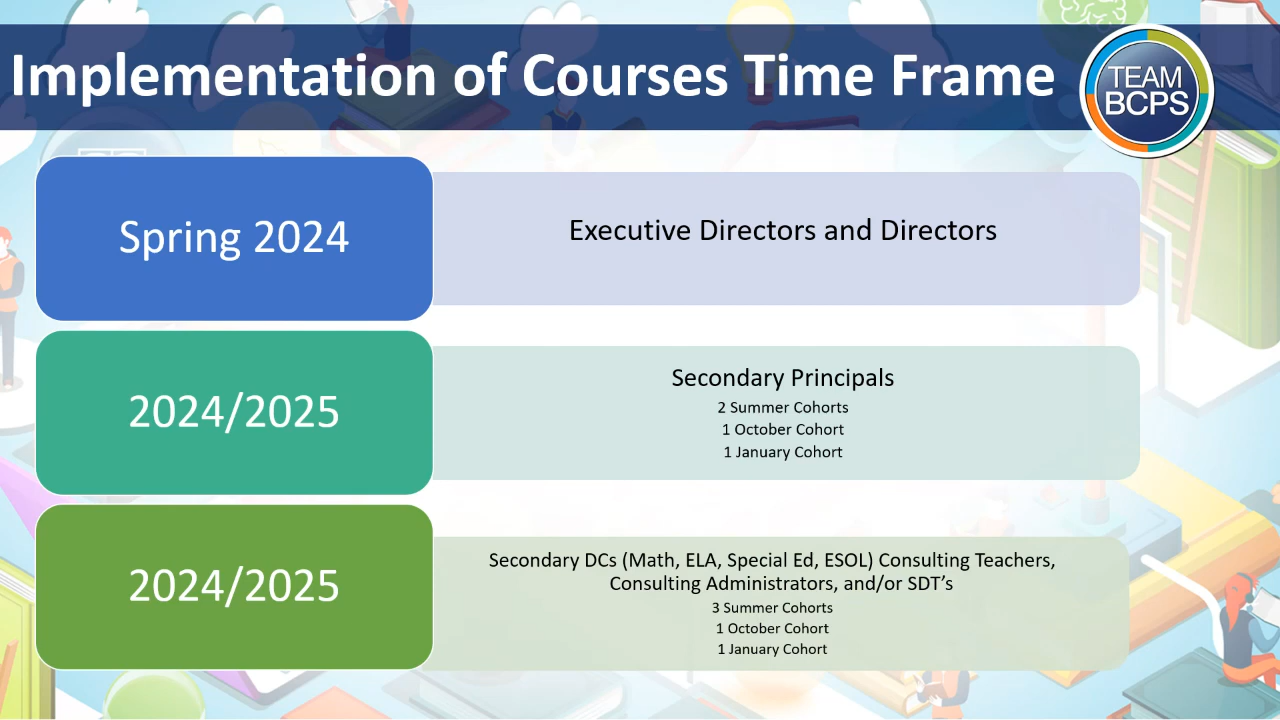 Implementation of Courses Time Frame
TEAM
BCPS
Spring 2024
Executive Directors and Directors
2024/2025
Secondary Principals
2 Summer Cohorts
1 October Cohort
1 January Cohort
2024/2025
Secondary DCs (Math, ELA, Special Ed, ESOL) Consulting Teachers,
Consulting Administrators, and/or SDT’s
3 Summer Cohorts
1 October Cohort
1 January Cohort